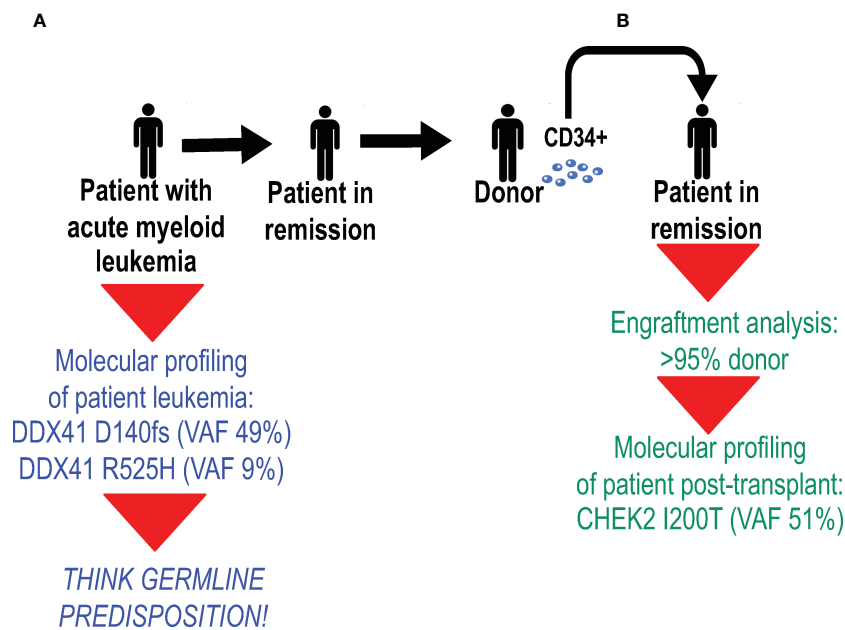 A
B
CD34+
Patient with
acute myeloid
leukemia
Patient in
remission
Donor
Patient in
remission
Molecular profiling
of patient leukemia:
DDX41 D140fs (VAF 49%)
DDX41 R525H (VAF 9%)
THINK GERMLINE
PREDISPOSITION!
Engraftment analysis:
>95% donor
Molecular profiling
of patient post-transplant:
CHEK2 I200T (VAF 51%)